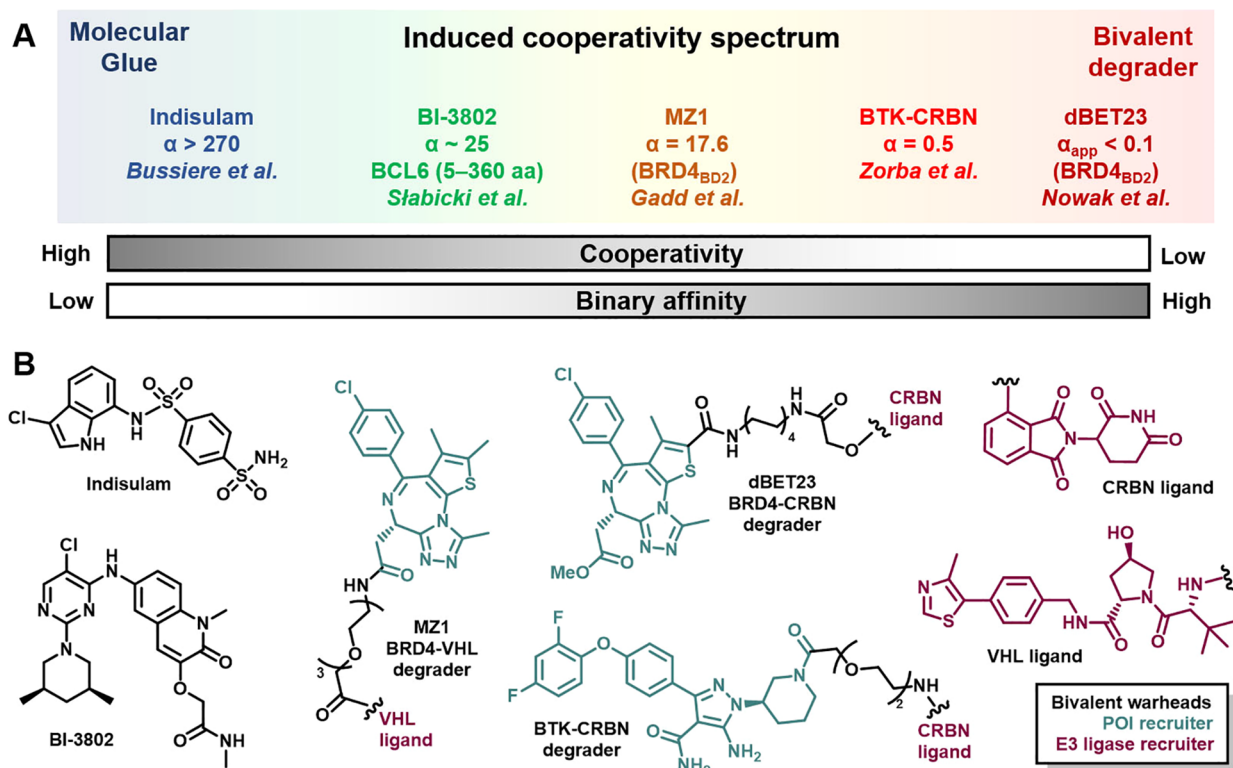 A
Molecular
Glue
Induced cooperativity spectrum
Bivalent
degrader
Indisulam
α > 270
Bussiere et al.
BI-3802
α ~ 25
BCL6 (5–360 aa)
Słabicki et al.
MZ1
α = 17.6
(BRD4BD2)
Gadd et al.
BTK-CRBN
α = 0.5
Zorba et al.
dBET23
αapp < 0.1
(BRD4BD2)
Nowak et al.
High
Cooperativity
Low
Low
Binary affinity
High
B
Cl
NH
N
H
O
O
S
S
NH2
O
O
Indisulam
Cl
H
N
N
N
N
N
O
O
O
N
H
BI-3802
Cl
S
N
N
N
N
O
HN
O
3
O
VHL
ligand
MZ1
BRD4-VHL
degrader
Cl
S
N
N
N
N
O
MeO
O
N
H
4
H
N
O
O
CRBN
ligand
dBET23
BRD4-CRBN
degrader
F
F
O
N
N
O
NH2
NH2
N
O
O
2
NH
CRBN
ligand
BTK-CRBN
degrader
O
O
N
O
NH
O
CRBN ligand
N
S
NH
O
HO
N
O
HN
VHL ligand
Bivalent warheads
POI recruiter
E3 ligase recruiter